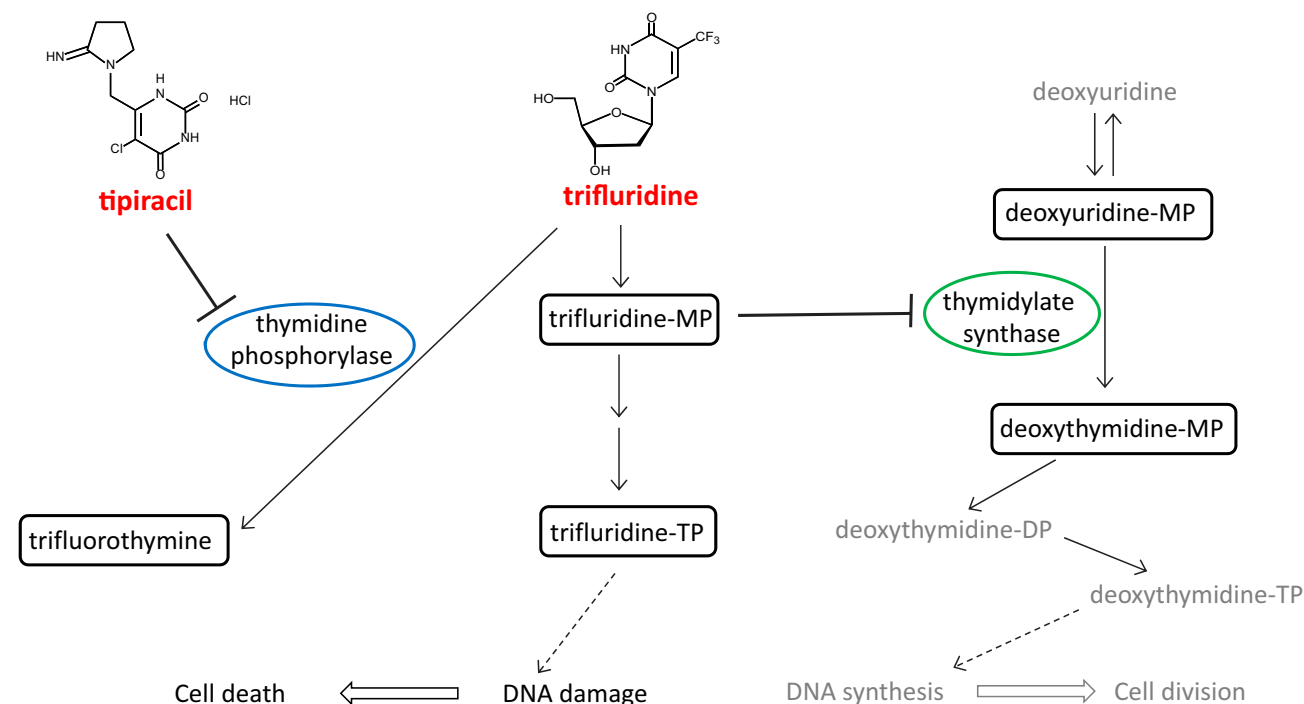 HN
N
H
N
O
NH
Cl
O
HCl
tipiracil
O
CF3
HN
O
N
HO
O
OH
trifluridine
deoxyuridine
deoxyuridine-MP
thymidine
phosphorylase
trifluridine-MP
thymidylate
synthase
deoxythymidine-MP
trifluorothymine
trifluridine-TP
deoxythymidine-DP
deoxythymidine-TP
Cell death
DNA damage
DNA synthesis
Cell division